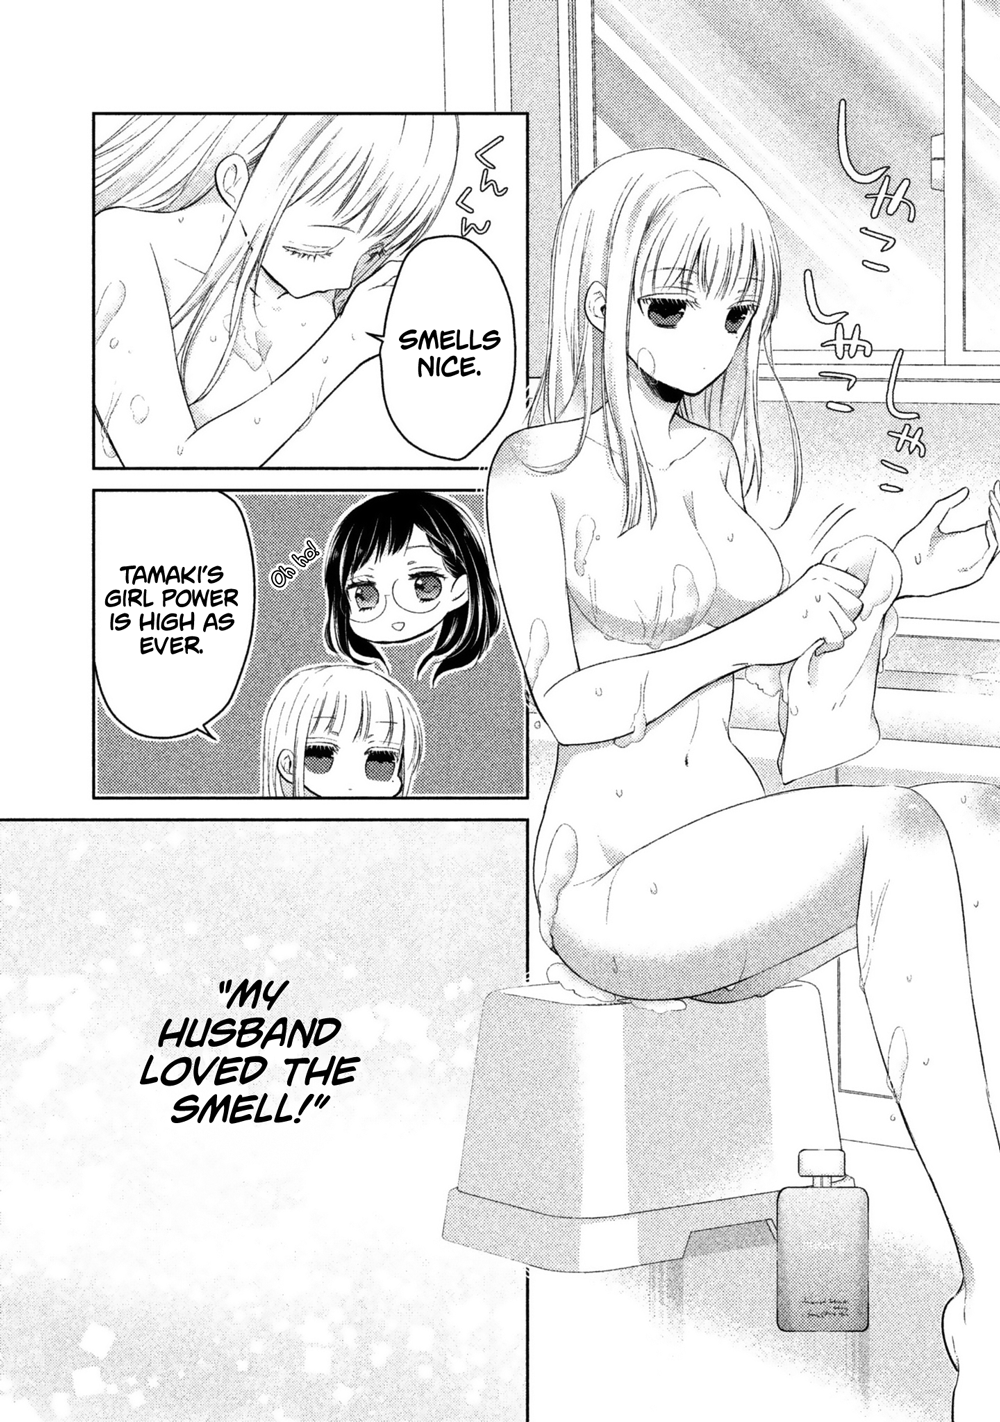 しゃ
こ
しゃ
こ
しゃ
こ
くん
くん
SMELLS
NICE.
Oh ho!
TAMAKI'S
GIRL POWER
IS HIGH AS
EVER.
"MY
HUSBAND
LOVED THE
SMELL!"